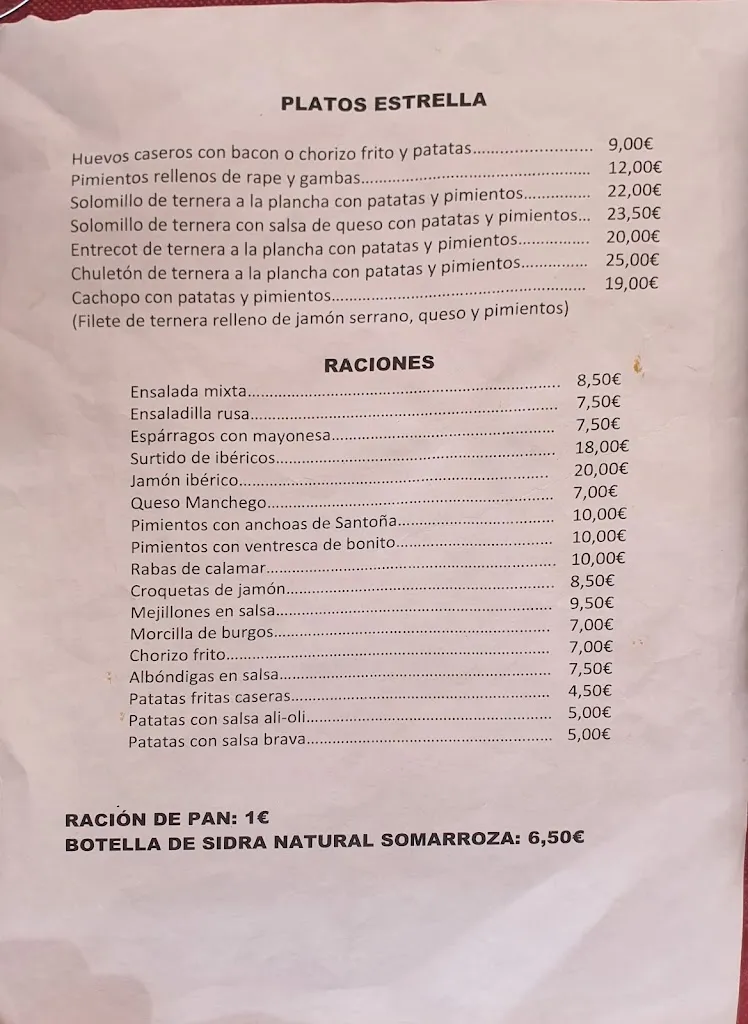 PLATOS ESTRELLA
Huevos caseros con bacon o chorizo frito y patatas......................... 9,00€
Pimientos rellenos de rape y gambas................................................ 12,00€
Solomillo de ternera a la plancha con patatas y pimientos.............. 22,00€
Solomillo de ternera con salsa de queso con patatas y pimientos... 23,50€
Entrecot de ternera a la plancha con patatas y pimientos............... 20,00€
Chuletón de ternera a la plancha con patatas y pimientos.............. 25,00€
Cachopo con patatas y pimientos..................................................... 19,00€
(Filete de ternera relleno de jamón serrano, queso y pimientos)
RACIONES
Ensalada mixta................................................................. 8,50€
Ensaladilla rusa................................................................ 7,50€
Espárragos con mayonesa............................................... 7,50€
Surtido de ibéricos.......................................................... 18,00€
Jamón ibérico................................................................... 20,00€
Queso Manchego............................................................ 7,00€
Pimientos con anchoas de Santoña................................. 10,00€
Pimientos con ventresca de bonito................................. 10,00€
Rabas de calamar............................................................. 10,00€
Croquetas de jamón......................................................... 8,50€
Mejillones en salsa.......................................................... 9,50€
Morcilla de burgos........................................................... 7,00€
Chorizo frito.................................................................... 7,00€
Albóndigas en salsa.......................................................... 7,50€
Patatas fritas caseras....................................................... 4,50€
Patatas con salsa ali-oli................................................... 5,00€
Patatas con salsa brava.................................................... 5,00€
RACIÓN DE PAN: 1€
BOTELLA DE SIDRA NATURAL SOMARROZA: 6,50€